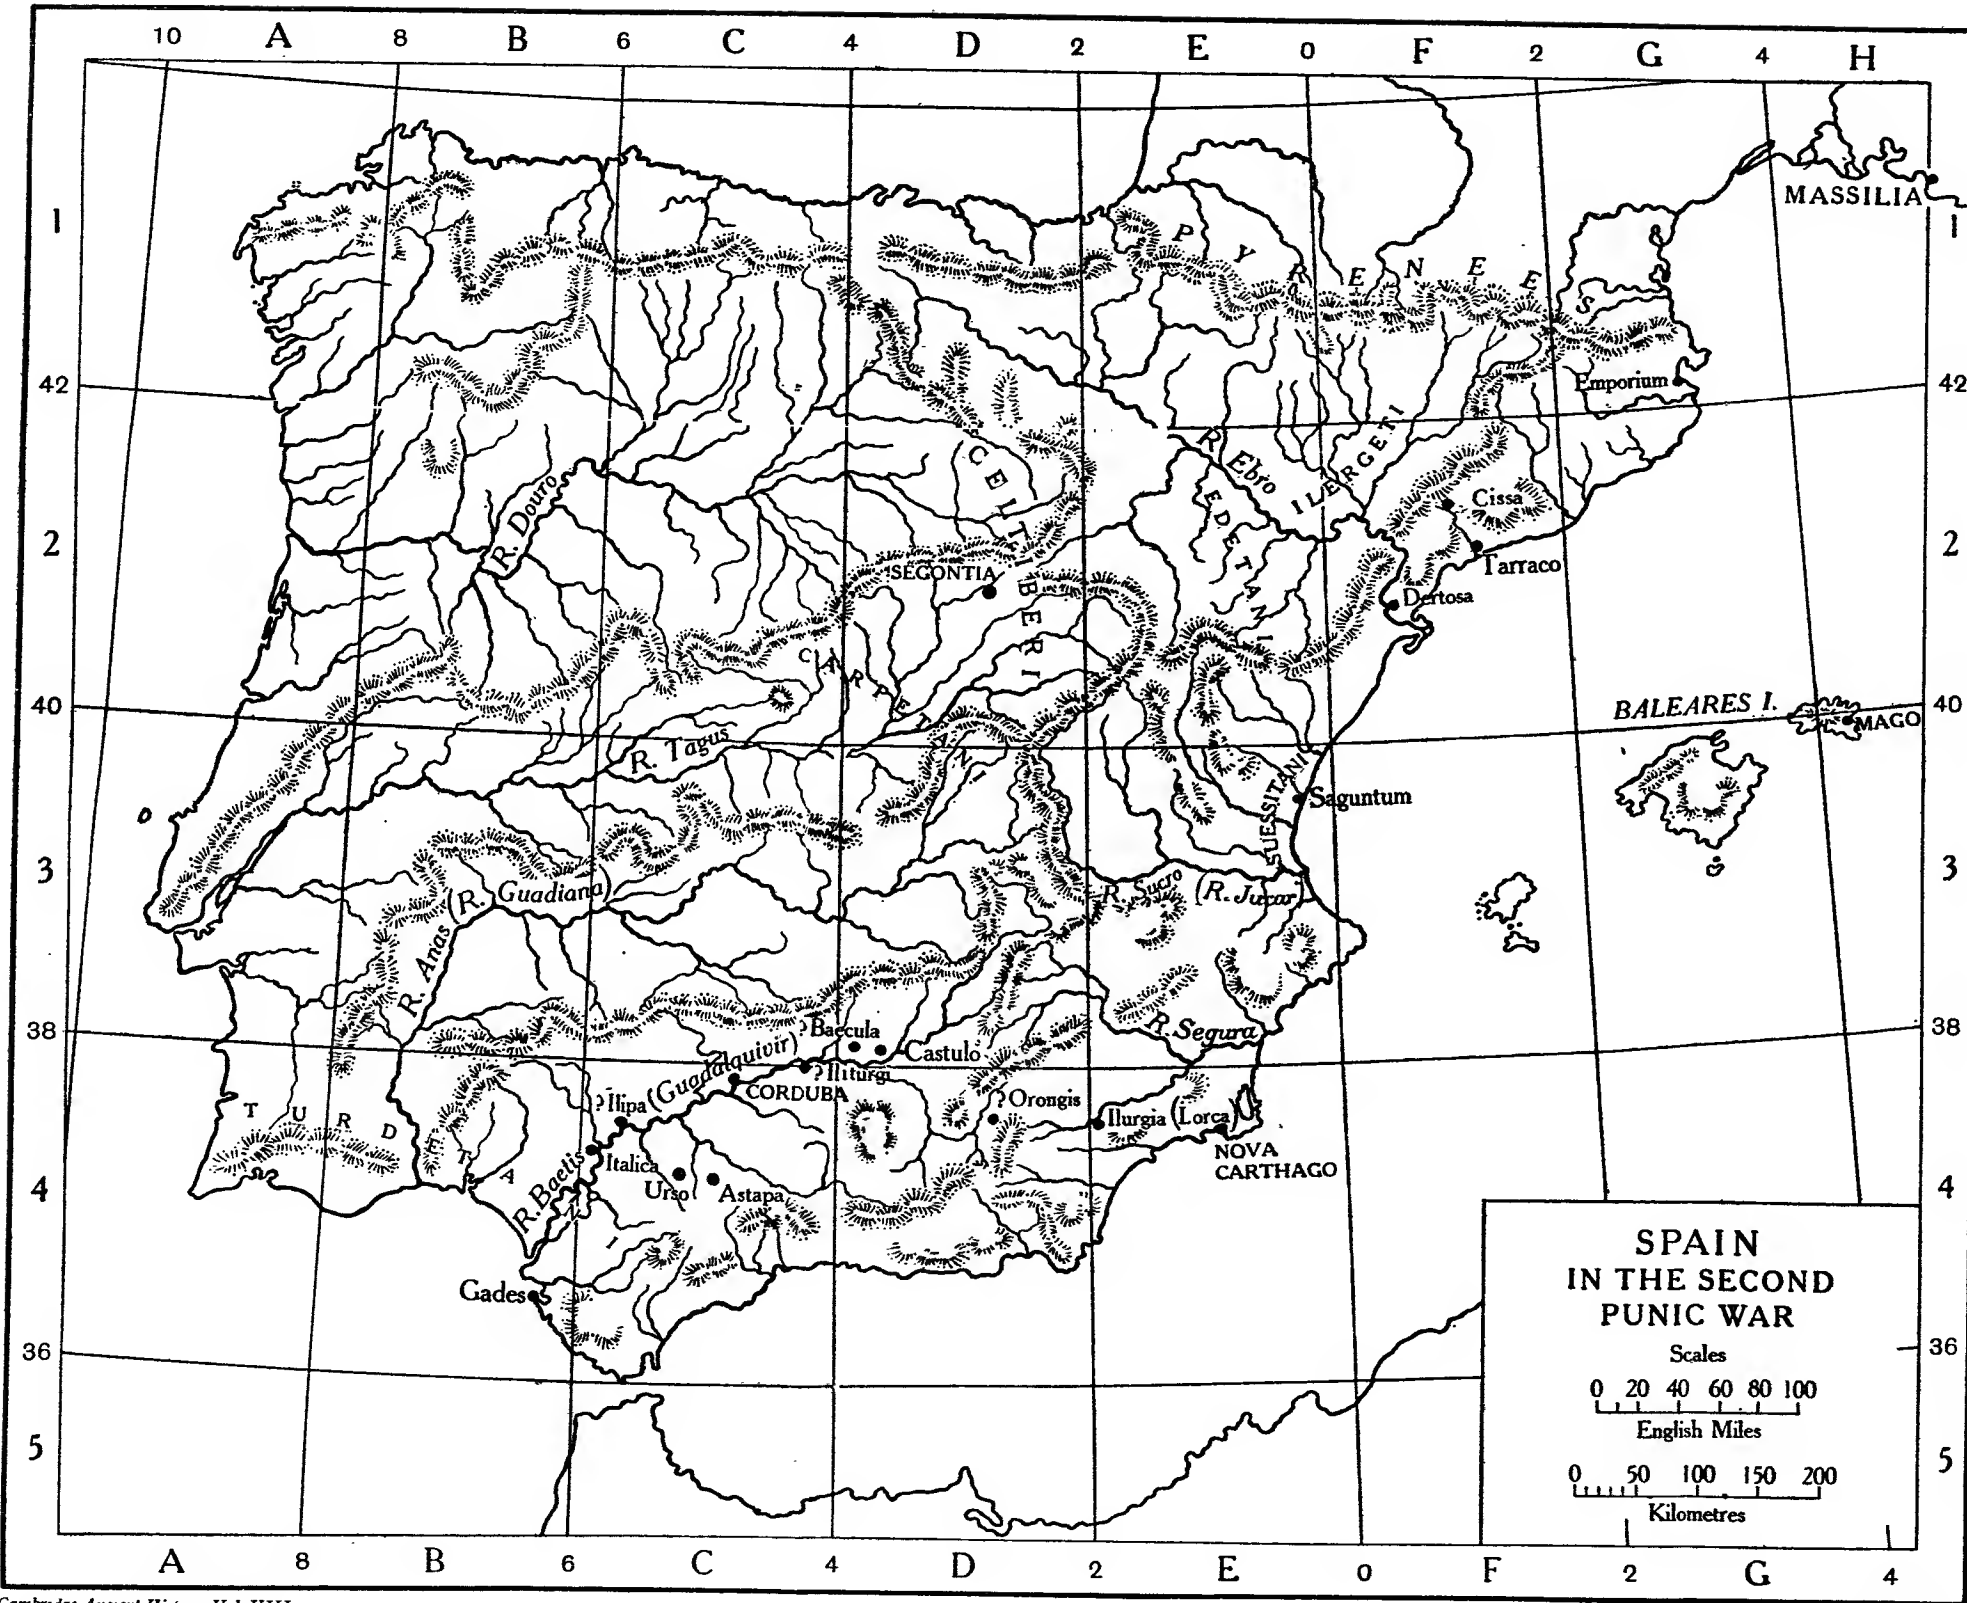 10 A 8 B 6 C 4 D 2 E 0 F 2 G 4 H
MASSILIA
1
1
PYRENEES
42
42
Emporium
CELTIBERI
R. Ebro
ILERGETI
EDETANI
Cissa
R. Douro
2
2
SEGONTIA
Tarraco
Dertosa
CARPETANI
40
BALEARES I.
40
MAGO
R. Tagus
SUESSITANI
Saguntum
3
3
R. Anas (R. Guadiana)
R. Sucro (R. Jucar)
38
38
? Baecula
R. Segura
Castulo
R. Baetis (Guadalquivir)
? Iliturgi
CORDUBA
? Ilipa
? Orongis
Ilurgia (Lorca)
TURDETANI
Italica
NOVA
CARTHAGO
Urso
Astapa
4
4
Gades
SPAIN
IN THE SECOND
PUNIC WAR
36
36
Scales
0 20 40 60 80 100
English Miles
5
5
0 50 100 150 200
Kilometres
A 8 B 6 C 4 D 2 E 0 F 2 G 4